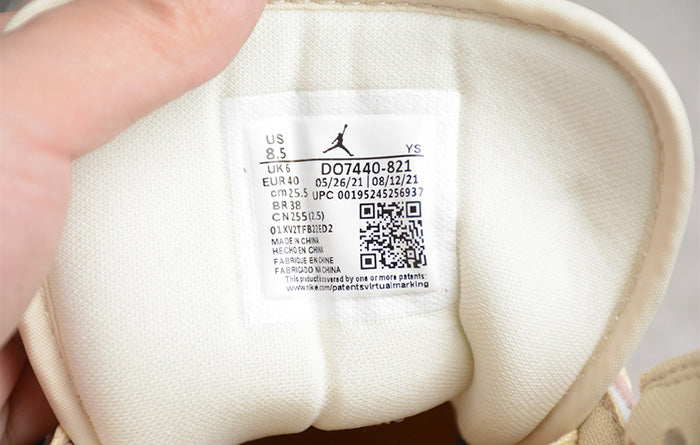 US
8.5 YS
UK 6 DO7440-821
EUR 40 05/26/21 08/12/21
cm 25.5 UPC 00195245256937
BR 38
CN 255 (2.5)
01XV2TFB22ED2
MADE IN CHINA
HECHO EN CHINA
FABRIQUE EN CHINE
FABRICADO NA CHINA
This product is covered by one or more patents:
www.nike.com/patentsvirtualmarking